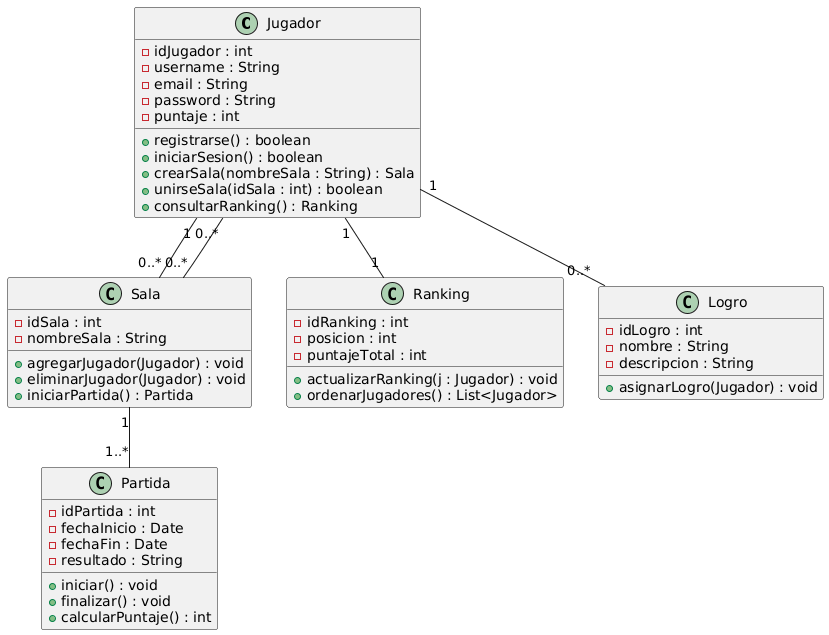 C Jugador
idJugador : int
username : String
email : String
password : String
puntaje : int
registrarse() : boolean
iniciarSesion() : boolean
crearSala(nombreSala : String) : Sala
unirseSala(idSala : int) : boolean
consultarRanking() : Ranking
1
1
0..*
1
0..*
0..*
1
0..*
C Sala
idSala : int
nombreSala : String
agregarJugador(Jugador) : void
eliminarJugador(Jugador) : void
iniciarPartida() : Partida
C Ranking
idRanking : int
posicion : int
puntajeTotal : int
actualizarRanking(j : Jugador) : void
ordenarJugadores() : List<Jugador>
C Logro
idLogro : int
nombre : String
descripcion : String
asignarLogro(Jugador) : void
1
1..*
C Partida
idPartida : int
fechaInicio : Date
fechaFin : Date
resultado : String
iniciar() : void
finalizar() : void
calcularPuntaje() : int